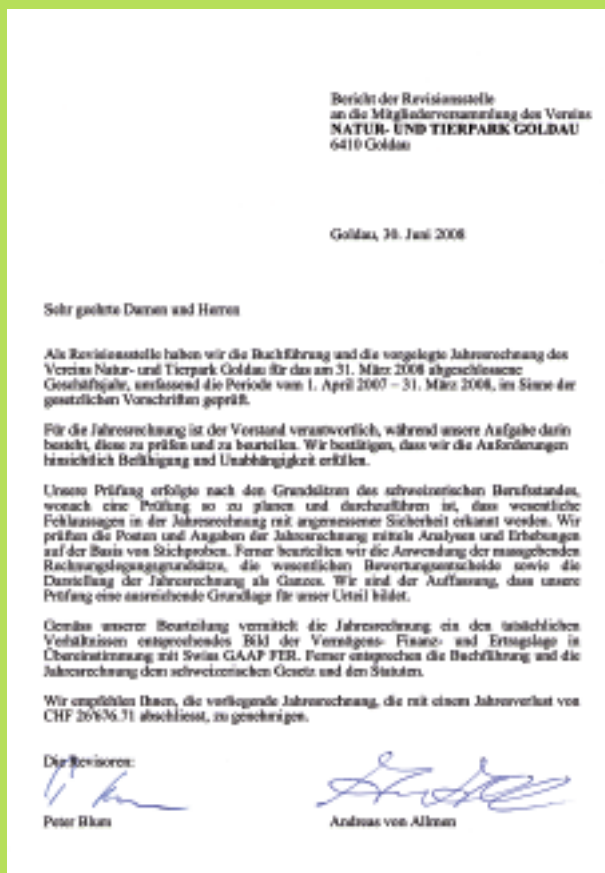 Bericht der Revisionsstelle
an die Mitgliederversammlung des Vereins
NATUR- UND TIERPARK GOLDAU
6410 Goldau
Goldau, 30. Juni 2008
Sehr geehrte Damen und Herren
Als Revisionsstelle haben wir die Buchführung und die vorgelegte Jahresrechnung des
Vereins Natur- und Tierpark Goldau für das am 31. März 2008 abgeschlossene
Geschäftsjahr, umfassend die Periode vom 1. April 2007 – 31. März 2008, im Sinne der
gesetzlichen Vorschriften geprüft.
Für die Jahresrechnung ist der Vorstand verantwortlich, während unsere Aufgabe darin
besteht, diese zu prüfen und zu beurteilen. Wir bestätigen, dass wir die Anforderungen
hinsichtlich Befähigung und Unabhängigkeit erfüllen.
Unsere Prüfung erfolgte nach den Grundsätzen des schweizerischen Berufsstandes,
wonach eine Prüfung so zu planen und durchzuführen ist, dass wesentliche
Fehlaussagen in der Jahresrechnung mit angemessener Sicherheit erkannt werden. Wir
prüften die Posten und Angaben der Jahresrechnung mittels Analysen und Erhebungen
auf der Basis von Stichproben. Ferner beurteilten wir die Anwendung der massgebenden
Rechnungslegungsgrundsätze, die wesentlichen Bewertungsentscheide sowie die
Darstellung der Jahresrechnung als Ganzes. Wir sind der Auffassung, dass unsere
Prüfung eine ausreichende Grundlage für unser Urteil bildet.
Gemäss unserer Beurteilung vermittelt die Jahresrechnung ein den tatsächlichen
Verhältnissen entsprechendes Bild der Vermögens- Finanz- und Ertragslage in
Übereinstimmung mit Swiss GAAP FER. Ferner entsprechen die Buchführung und die
Jahresrechnung dem schweizerischen Gesetz und den Statuten.
Wir empfehlen Ihnen, die vorliegende Jahresrechnung, die mit einem Jahresverlust von
CHF 26'676.71 abschliesst, zu genehmigen.
Die Revisoren:
Peter Blum
Andreas von Allmen